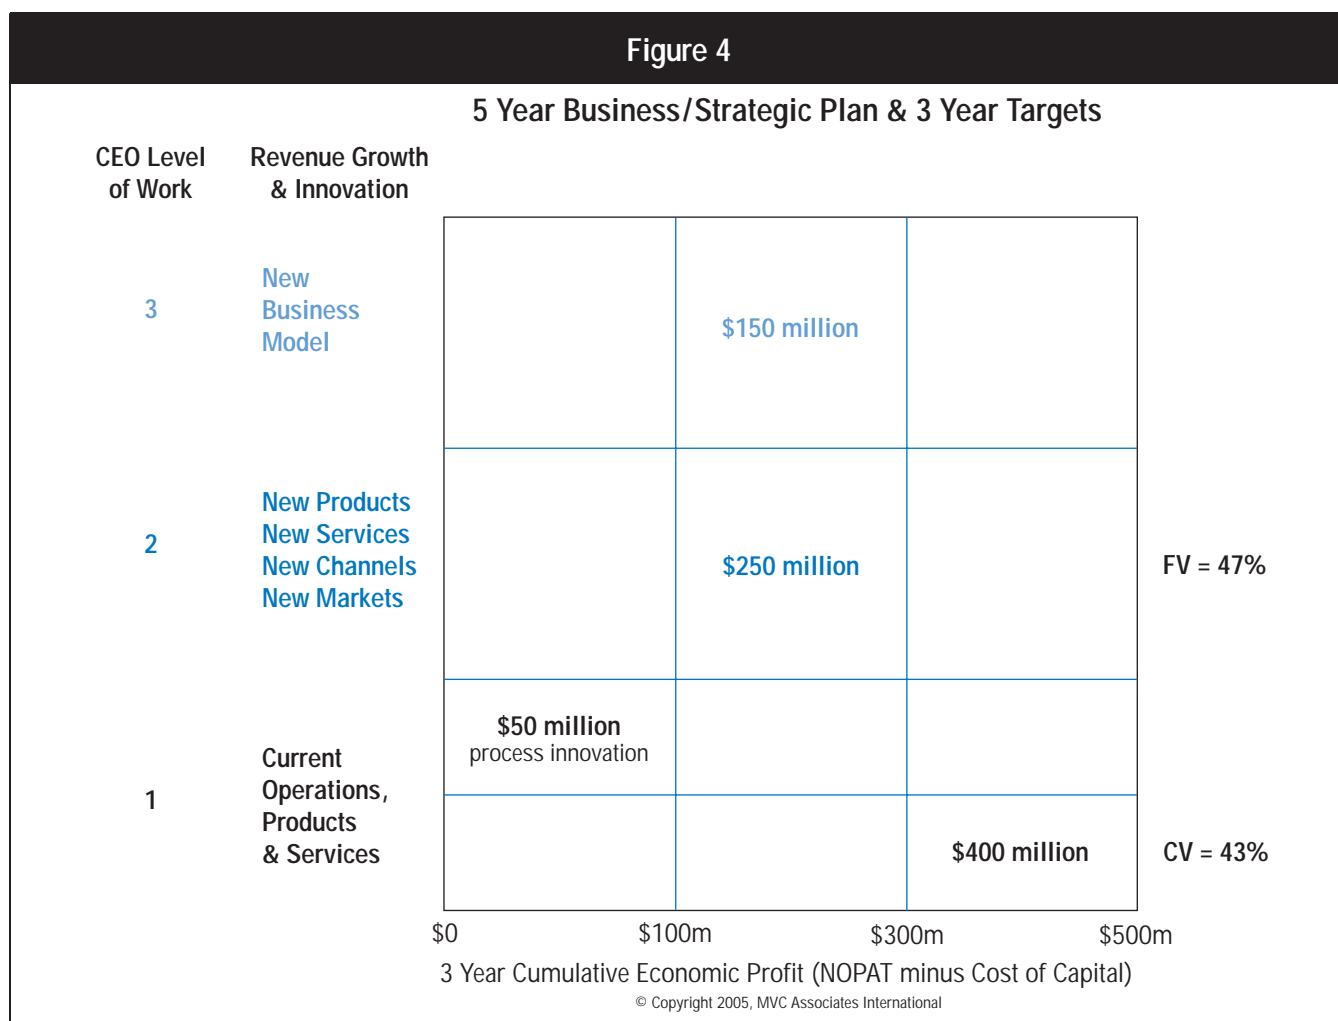 Figure 4
5 Year Business/Strategic Plan & 3 Year Targets
CEO Level
of Work
Revenue Growth
& Innovation
3
New
Business
Model
$150 million
2
New Products
New Services
New Channels
New Markets
$250 million
FV = 47%
$50 million
process innovation
1
Current
Operations,
Products
& Services
$400 million
CV = 43%
$0
$100m
$300m
$500m
3 Year Cumulative Economic Profit (NOPAT minus Cost of Capital)
© Copyright 2005, MVC Associates International